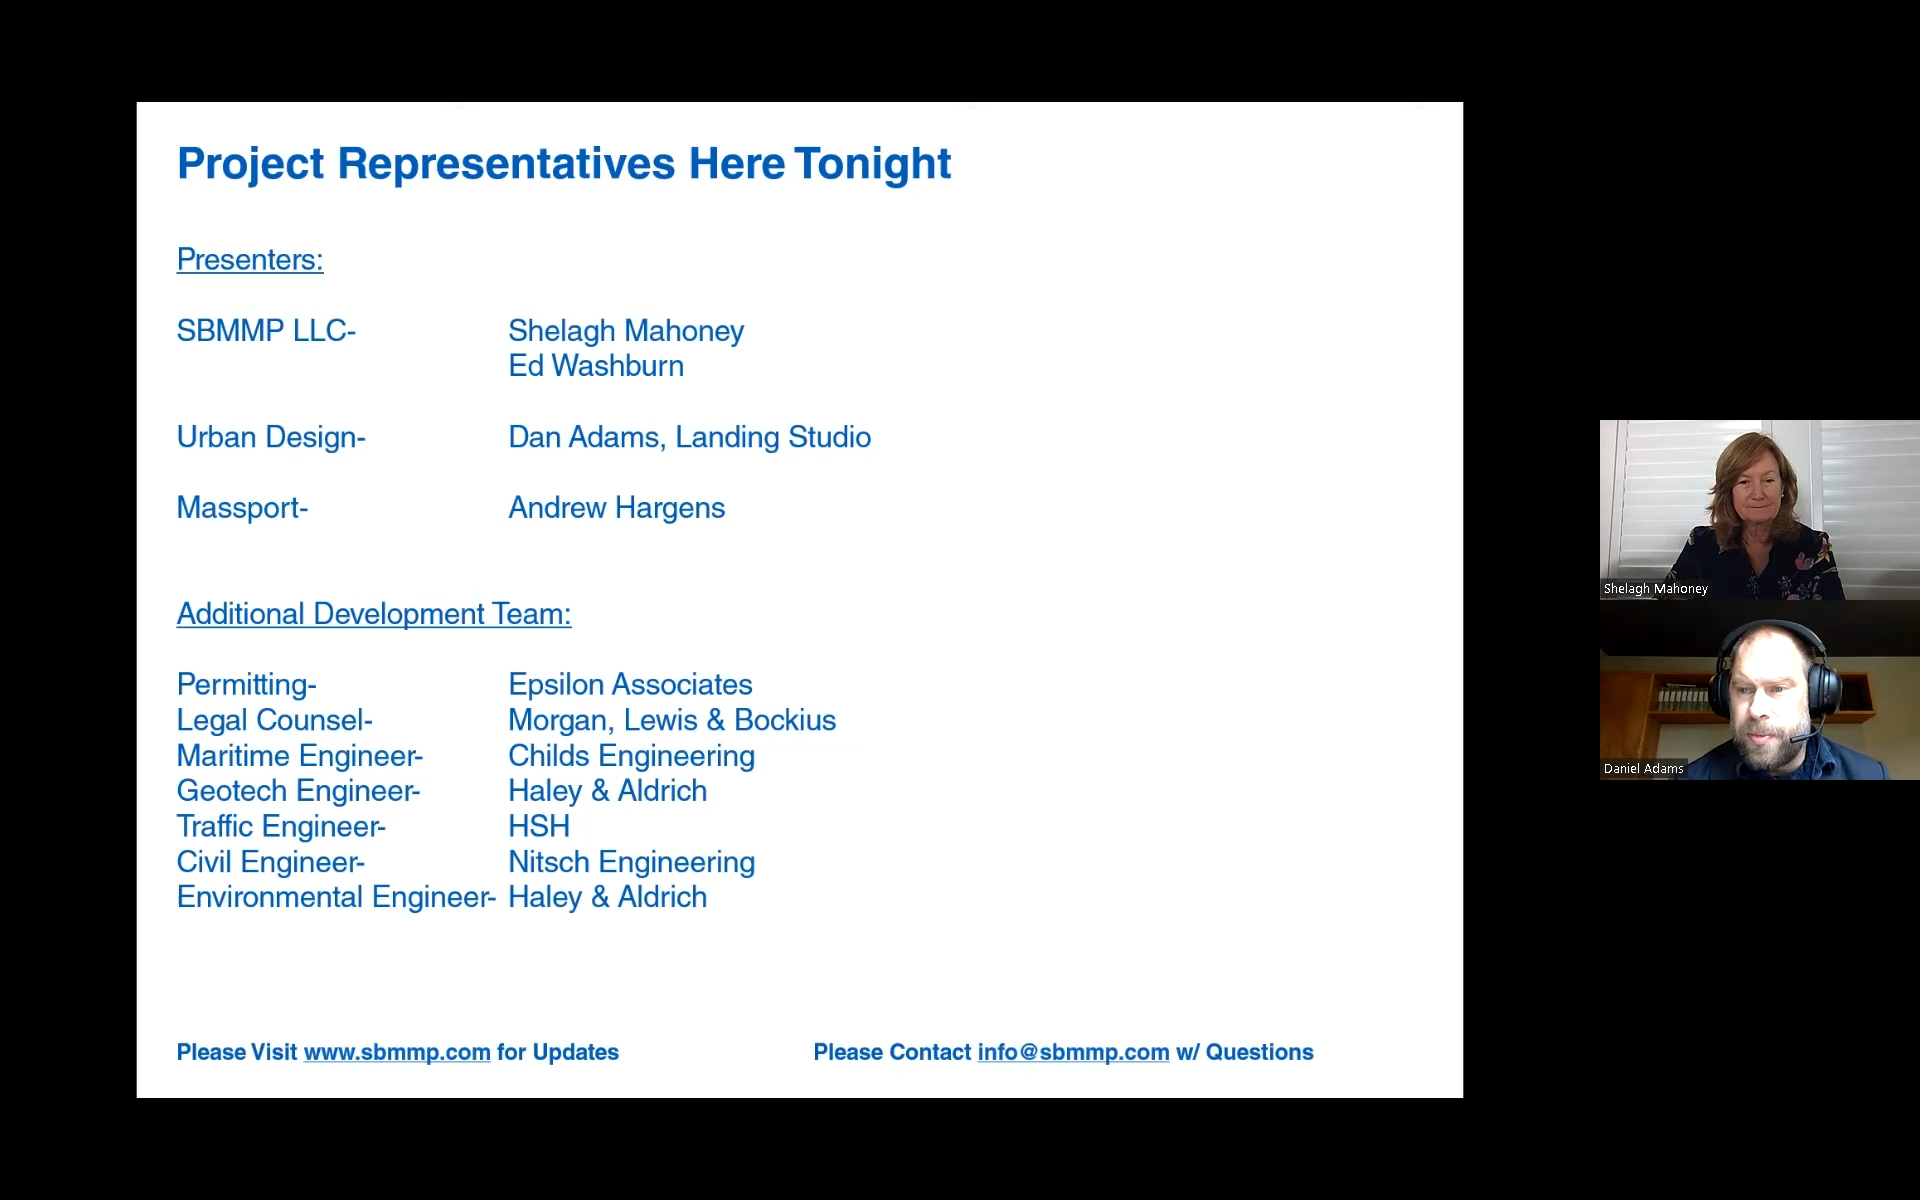 Project Representatives Here Tonight
Presenters:
SBMMP LLC- Shelagh Mahoney
Ed Washburn
Urban Design- Dan Adams, Landing Studio
Massport- Andrew Hargens
Additional Development Team:
Permitting- Epsilon Associates
Legal Counsel- Morgan, Lewis & Bockius
Maritime Engineer- Childs Engineering
Geotech Engineer- Haley & Aldrich
Traffic Engineer- HSH
Civil Engineer- Nitsch Engineering
Environmental Engineer- Haley & Aldrich
Please Visit www.sbmmp.com for Updates
Please Contact info@sbmmp.com w/ Questions
Shelagh Mahoney
Daniel Adams